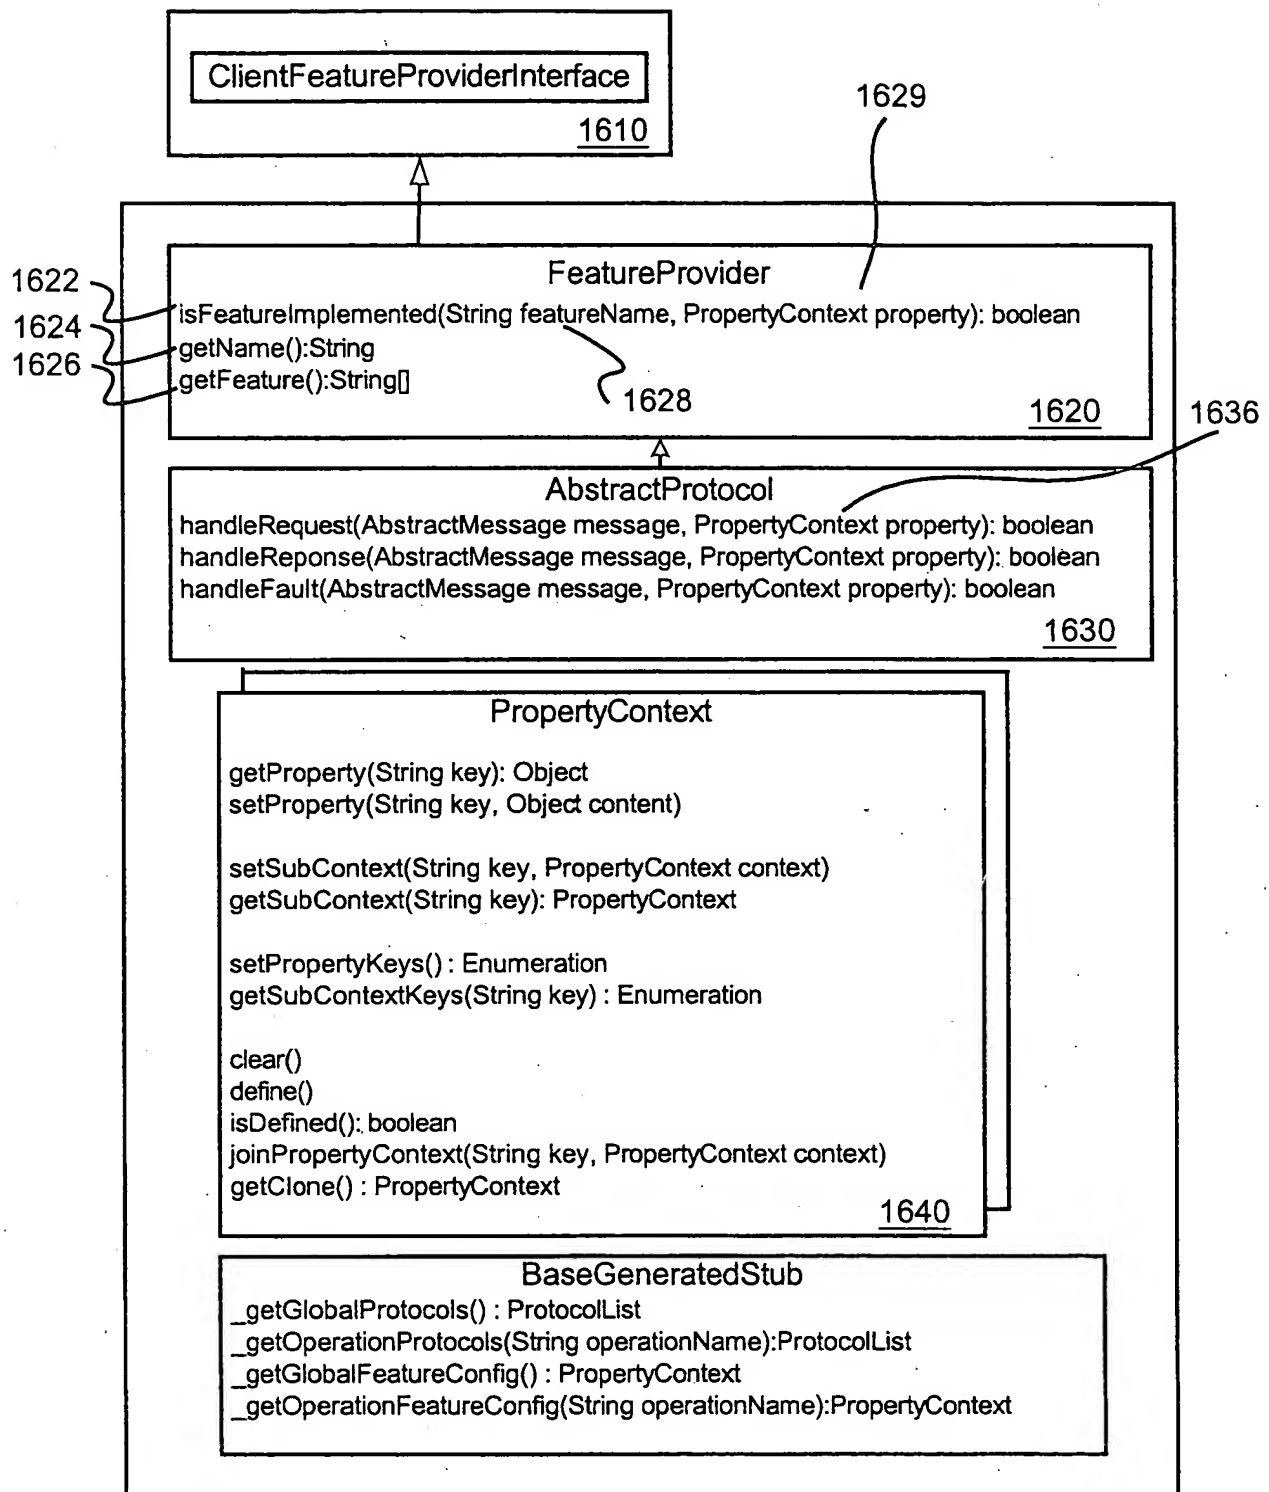 ClientFeatureProviderInterface
1610
1629
FeatureProvider
1622
isFeatureImplemented(String featureName, PropertyContext property): boolean
1624
getName():String
1626
getFeature():String[]
1628
1620
1636
AbstractProtocol
handleRequest(AbstractMessage message, PropertyContext property): boolean
handleReponse(AbstractMessage message, PropertyContext property): boolean
handleFault(AbstractMessage message, PropertyContext property): boolean
1630
PropertyContext
getProperty(String key): Object
setProperty(String key, Object content)
setSubContext(String key, PropertyContext context)
getSubContext(String key): PropertyContext
setPropertyKeys() : Enumeration
getSubContextKeys(String key) : Enumeration
clear()
define()
isDefined(): boolean
joinPropertyContext(String key, PropertyContext context)
getClone() : PropertyContext
1640
BaseGeneratedStub
_getGlobalProtocols() : ProtocolList
_getOperationProtocols(String operationName):ProtocolList
_getGlobalFeatureConfig() : PropertyContext
_getOperationFeatureConfig(String operationName):PropertyContext